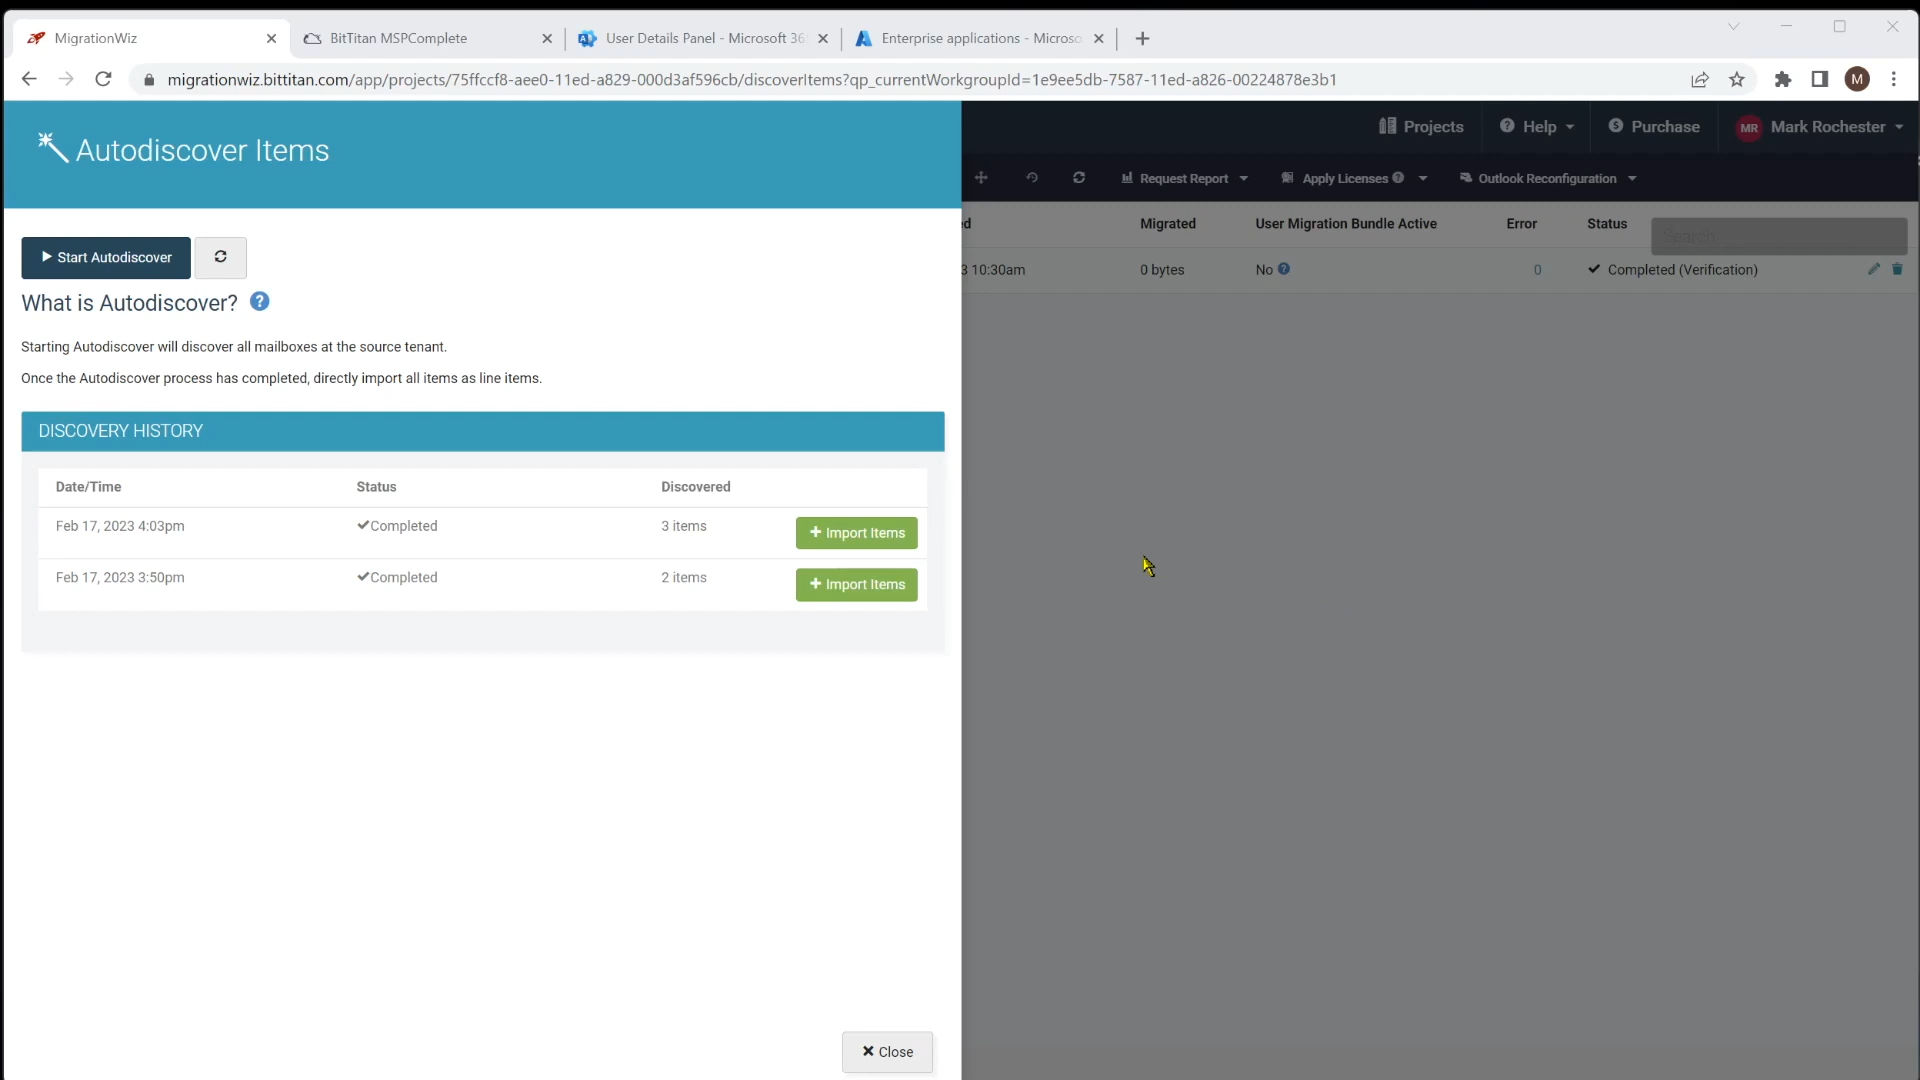 MigrationWiz
BitTitan MSPComplete
User Details Panel - Microsoft 36
Enterprise applications - Micros
migrationwiz.bittitan.com/app/projects/75ffccf8-aee0-11ed-a829-000d3af596cb/discoverItems?qp_currentWorkgroupId=1e9ee5db-7587-11ed-a826-00224878e3b1
M
Autodiscover Items
Projects
Help
Purchase
MR Mark Rochester
Request Report
Apply Licenses
Outlook Reconfiguration
ed Migrated User Migration Bundle Active Error Status
Search
3 10:30am 0 bytes No 0 Completed (Verification)
Start Autodiscover
What is Autodiscover?
Starting Autodiscover will discover all mailboxes at the source tenant.
Once the Autodiscover process has completed, directly import all items as line items.
DISCOVERY HISTORY
Date/Time Status Discovered
Feb 17, 2023 4:03pm Completed 3 items + Import Items
Feb 17, 2023 3:50pm Completed 2 items + Import Items
Close